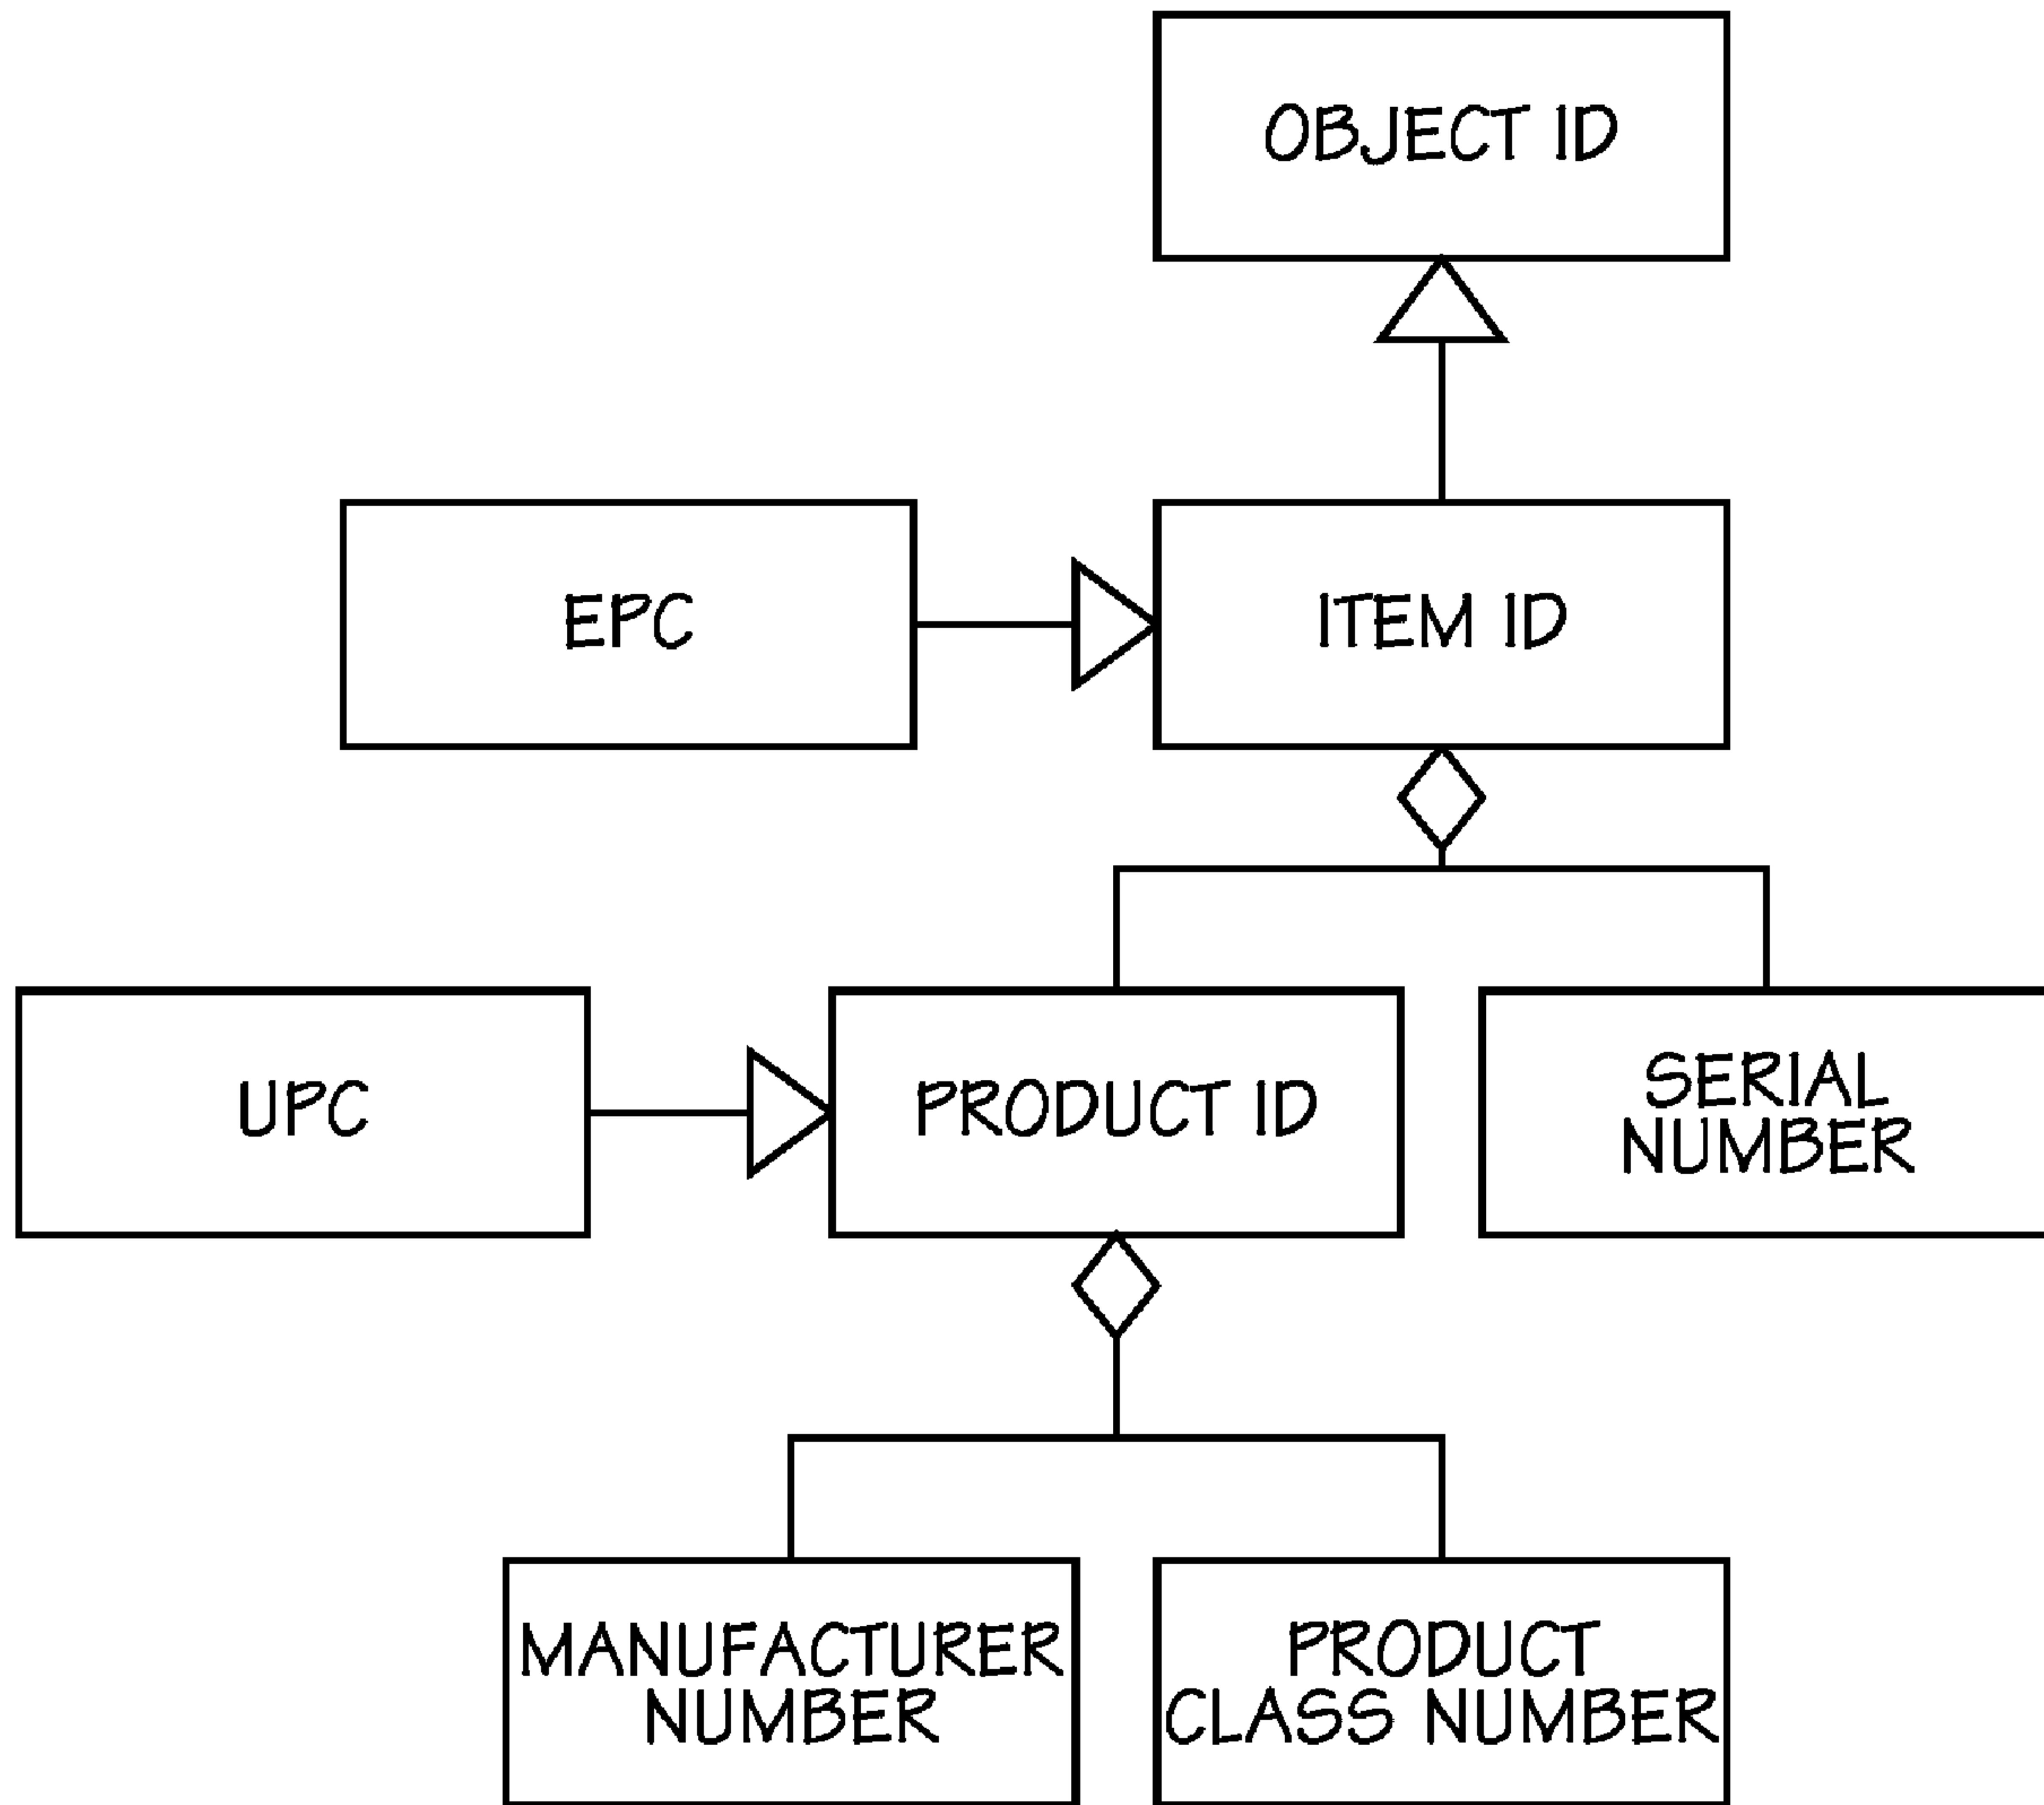 OBJECT ID
EPC
ITEM ID
UPC
PRODUCT ID
SERIAL
NUMBER
MANUFACTURER
NUMBER
PRODUCT
CLASS NUMBER